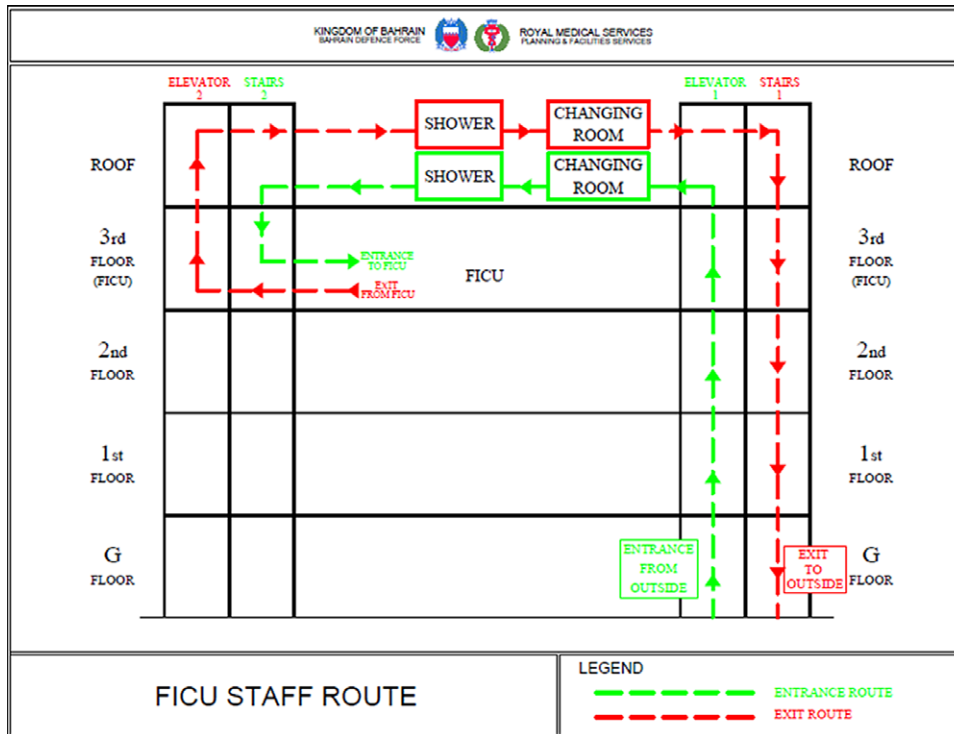 KINGDOM OF BAHRAIN
BAHRAIN DEFENCE FORCE
ROYAL MEDICAL SERVICES
PLANNING & FACILITIES SERVICES
ELEVATOR
2
STAIRS
2
ELEVATOR
1
STAIRS
1
ROOF
SHOWER
CHANGING
ROOM
ROOF
SHOWER
CHANGING
ROOM
3rd
FLOOR
(FICU)
ENTRANCE
TO FICU
EXIT
FROM FICU
FICU
3rd
FLOOR
(FICU)
2nd
FLOOR
2nd
FLOOR
1st
FLOOR
1st
FLOOR
G
FLOOR
ENTRANCE
FROM
OUTSIDE
EXIT
TO
OUTSIDE
G
FLOOR
FICU STAFF ROUTE
LEGEND
ENTRANCE ROUTE
EXIT ROUTE